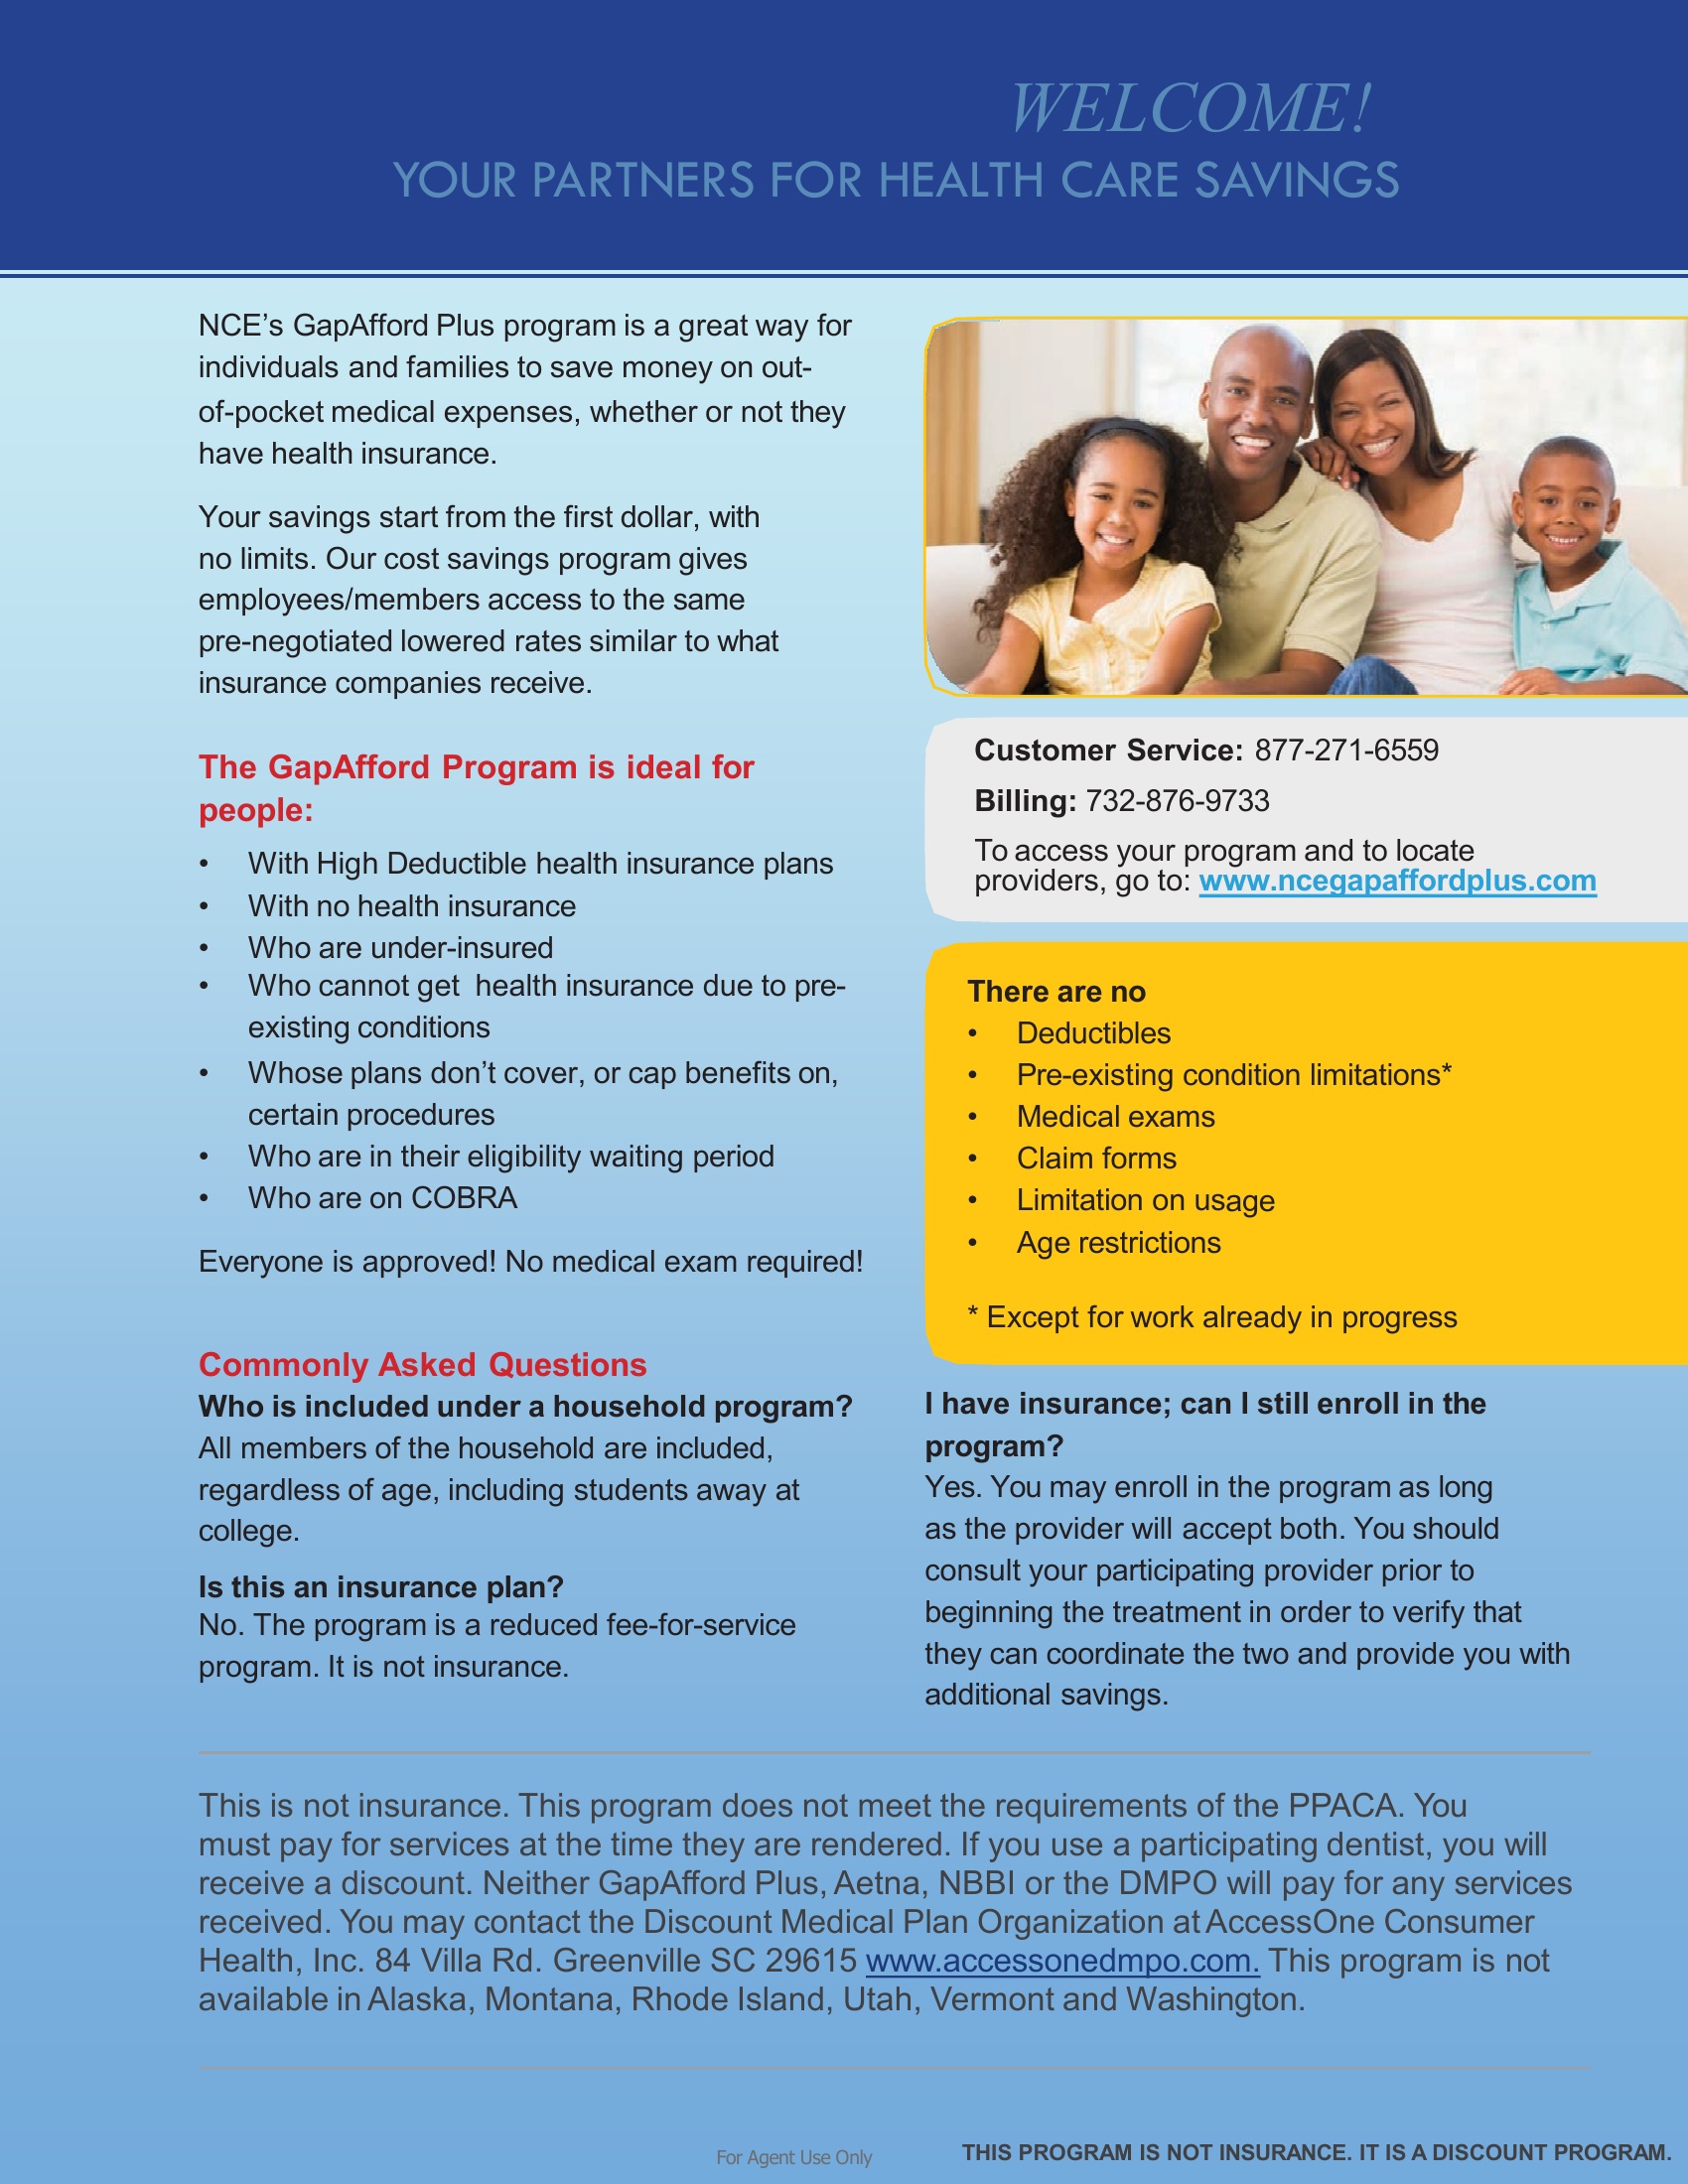 WELCOME!
YOUR PARTNERS FOR HEALTH CARE SAVINGS
NCE’s GapAfford Plus program is a great way for
individuals and families to save money on out-
of-pocket medical expenses, whether or not they
have health insurance.
Your savings start from the first dollar, with
no limits. Our cost savings program gives
employees/members access to the same
pre-negotiated lowered rates similar to what
insurance companies receive.
The GapAfford Program is ideal for
people:
• With High Deductible health insurance plans
• With no health insurance
• Who are under-insured
• Who cannot get health insurance due to pre-
existing conditions
• Whose plans don’t cover, or cap benefits on,
certain procedures
• Who are in their eligibility waiting period
• Who are on COBRA
Everyone is approved! No medical exam required!
Commonly Asked Questions
Who is included under a household program?
All members of the household are included,
regardless of age, including students away at
college.
Is this an insurance plan?
No. The program is a reduced fee-for-service
program. It is not insurance.
Customer Service: 877-271-6559
Billing: 732-876-9733
To access your program and to locate
providers, go to: www.ncegapaffordplus.com
There are no
• Deductibles
• Pre-existing condition limitations*
• Medical exams
• Claim forms
• Limitation on usage
• Age restrictions
* Except for work already in progress
I have insurance; can I still enroll in the
program?
Yes. You may enroll in the program as long
as the provider will accept both. You should
consult your participating provider prior to
beginning the treatment in order to verify that
they can coordinate the two and provide you with
additional savings.
This is not insurance. This program does not meet the requirements of the PPACA. You
must pay for services at the time they are rendered. If you use a participating dentist, you will
receive a discount. Neither GapAfford Plus, Aetna, NBBI or the DMPO will pay for any services
received. You may contact the Discount Medical Plan Organization at AccessOne Consumer
Health, Inc. 84 Villa Rd. Greenville SC 29615 www.accessonedmpo.com. This program is not
available in Alaska, Montana, Rhode Island, Utah, Vermont and Washington.
For Agent Use Only
THIS PROGRAM IS NOT INSURANCE. IT IS A DISCOUNT PROGRAM.